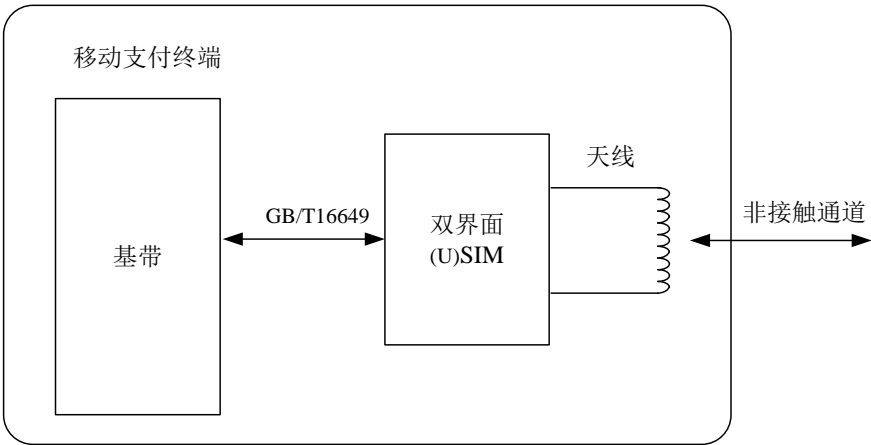 移动支付终端
天线
GB/T16649
非接触通道
基带
双界面
(U)SIM